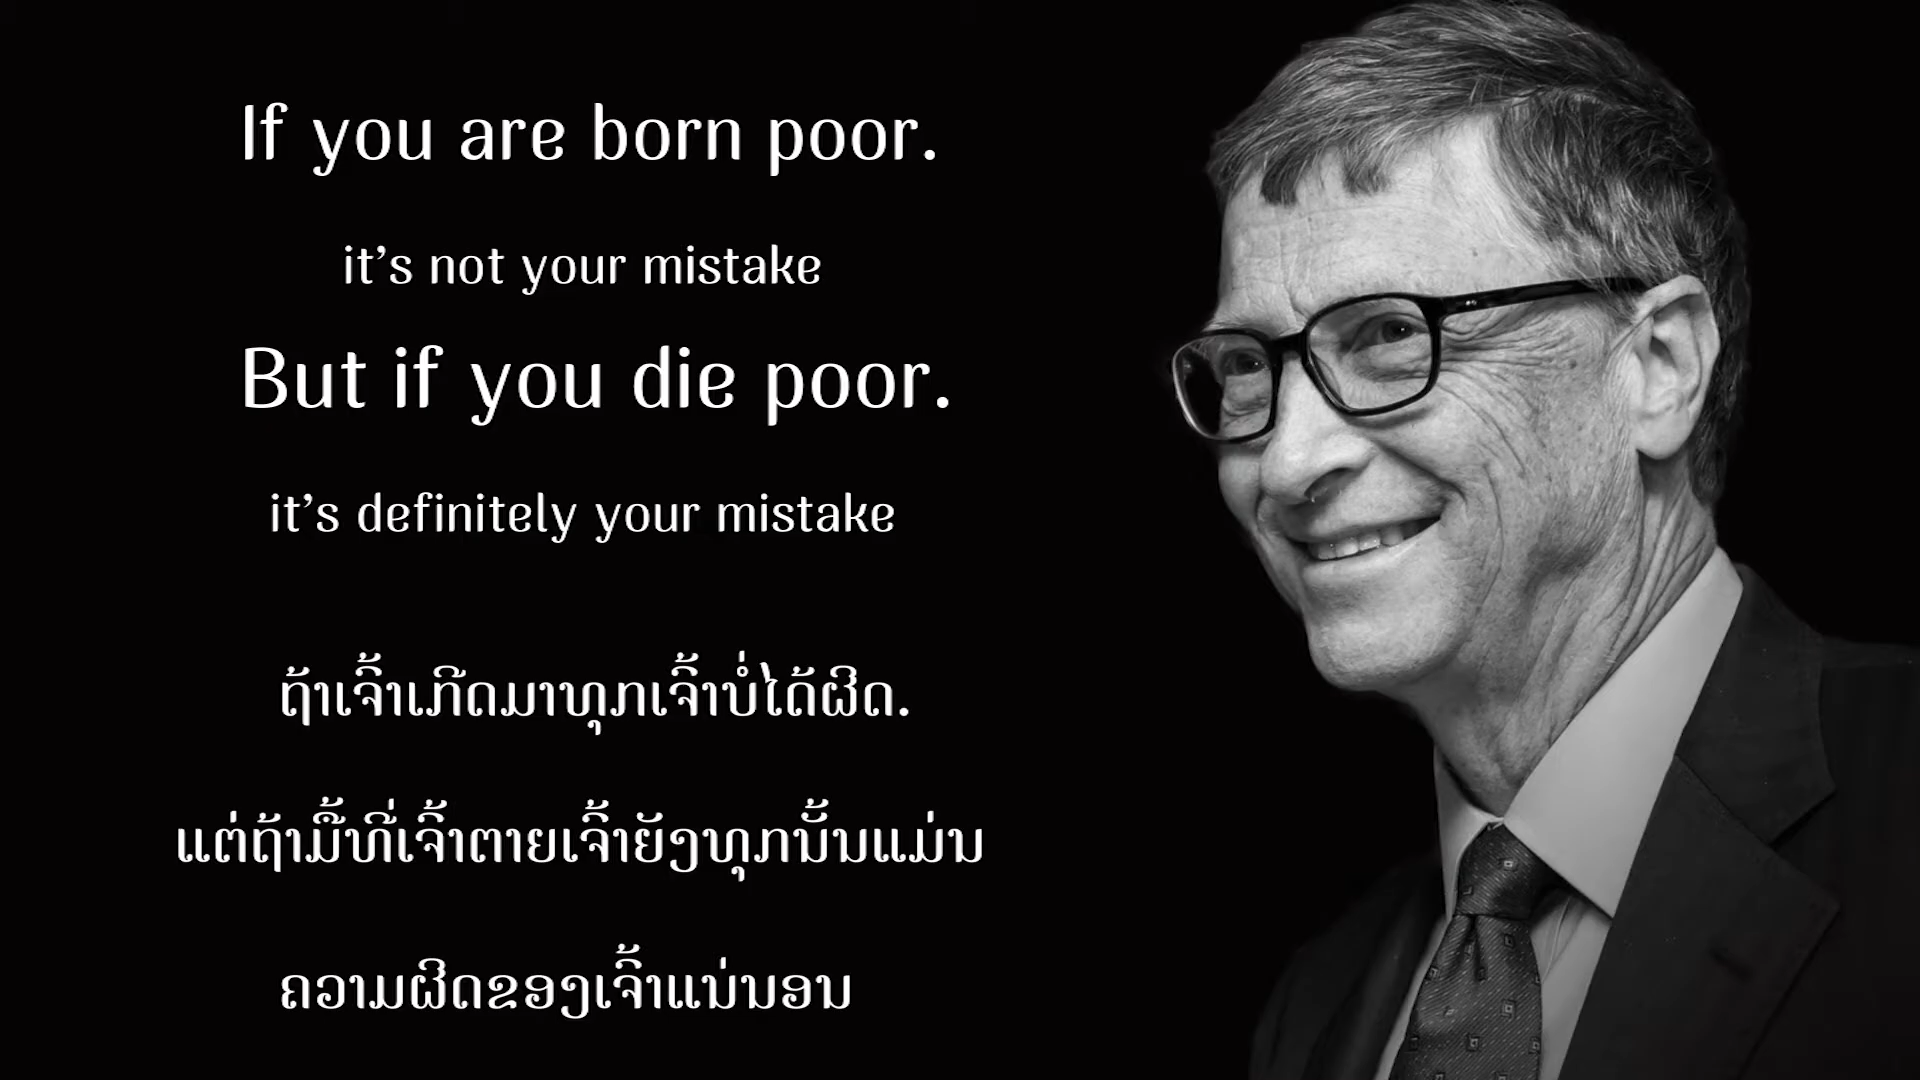 If you are born poor.
it’s not your mistake
But if you die poor.
it’s definitely your mistake
ຖ້າເຈົ້າເກີດມາທຸກເຈົ້າບໍ່ໄດ້ຜິດ.
ແຕ່ຖ້າມື້ທີ່ເຈົ້າຕາຍເຈົ້າຍັງທຸກນັ້ນແມ່ນ
ຄວາມຜິດຂອງເຈົ້າແນ່ນອນ